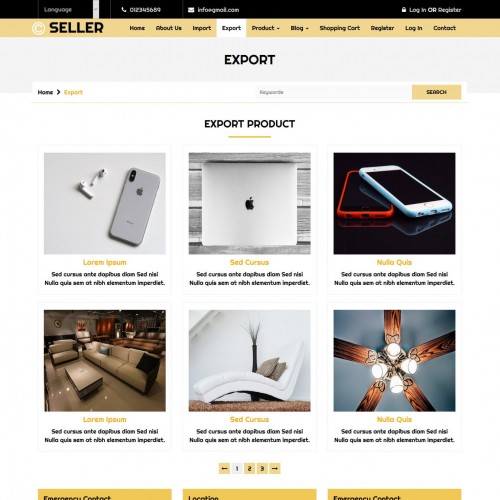 Language
012345689
info@gmail.com
Log In OR Register
© SELLER
Home
About Us
Import
Export
Product
Blog
Shopping Cart
Register
Log In
Contact
EXPORT
Home > Export
Keywords
SEARCH
EXPORT PRODUCT
Lorem Ipsum
Sed cursus ante dapibus diam Sed nisi
Nulla quis sem at nibh elementum imperdiet.
Sed Cursus
Sed cursus ante dapibus diam Sed nisi
Nulla quis sem at nibh elementum imperdiet.
Nulla Quis
Sed cursus ante dapibus diam Sed nisi
Nulla quis sem at nibh elementum imperdiet.
Lorem Ipsum
Sed cursus ante dapibus diam Sed nisi
Nulla quis sem at nibh elementum imperdiet.
Sed Cursus
Sed cursus ante dapibus diam Sed nisi
Nulla quis sem at nibh elementum imperdiet.
Nulla Quis
Sed cursus ante dapibus diam Sed nisi
Nulla quis sem at nibh elementum imperdiet.
← 1 2 3 →
Emergency Contact
Location
Emergency Contact